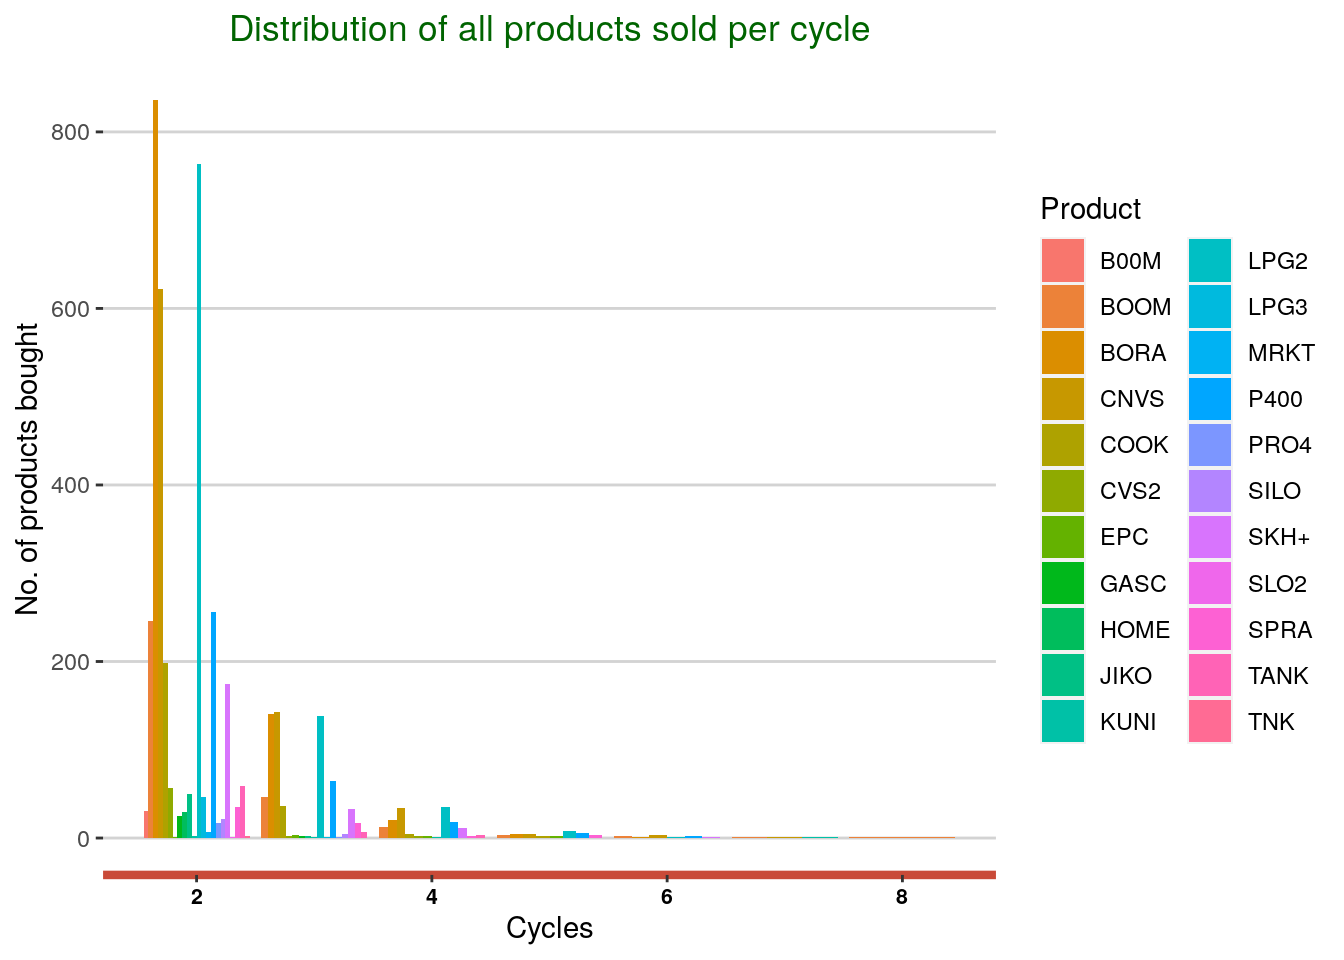 Distribution of all products sold per cycle
No. of products bought
800
600
400
200
0
2 4 6 8
Cycles
Product
B00M LPG2
BOOM LPG3
BORA MRKT
CNVS P400
COOK PRO4
CVS2 SILO
EPC SKH+
GASC SLO2
HOME SPRA
JIKO TANK
KUNI TNK